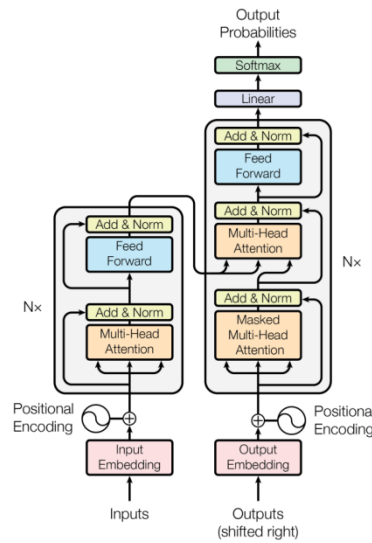 Output
Probabilities
Softmax
Linear
Add & Norm
Feed
Forward
Add & Norm
Multi-Head
Attention
Add & Norm
Masked
Multi-Head
Attention
Nx
Add & Norm
Feed
Forward
Add & Norm
Multi-Head
Attention
Nx
Positional
Encoding
Input
Embedding
Inputs
Positional
Encoding
Output
Embedding
Outputs
(shifted right)